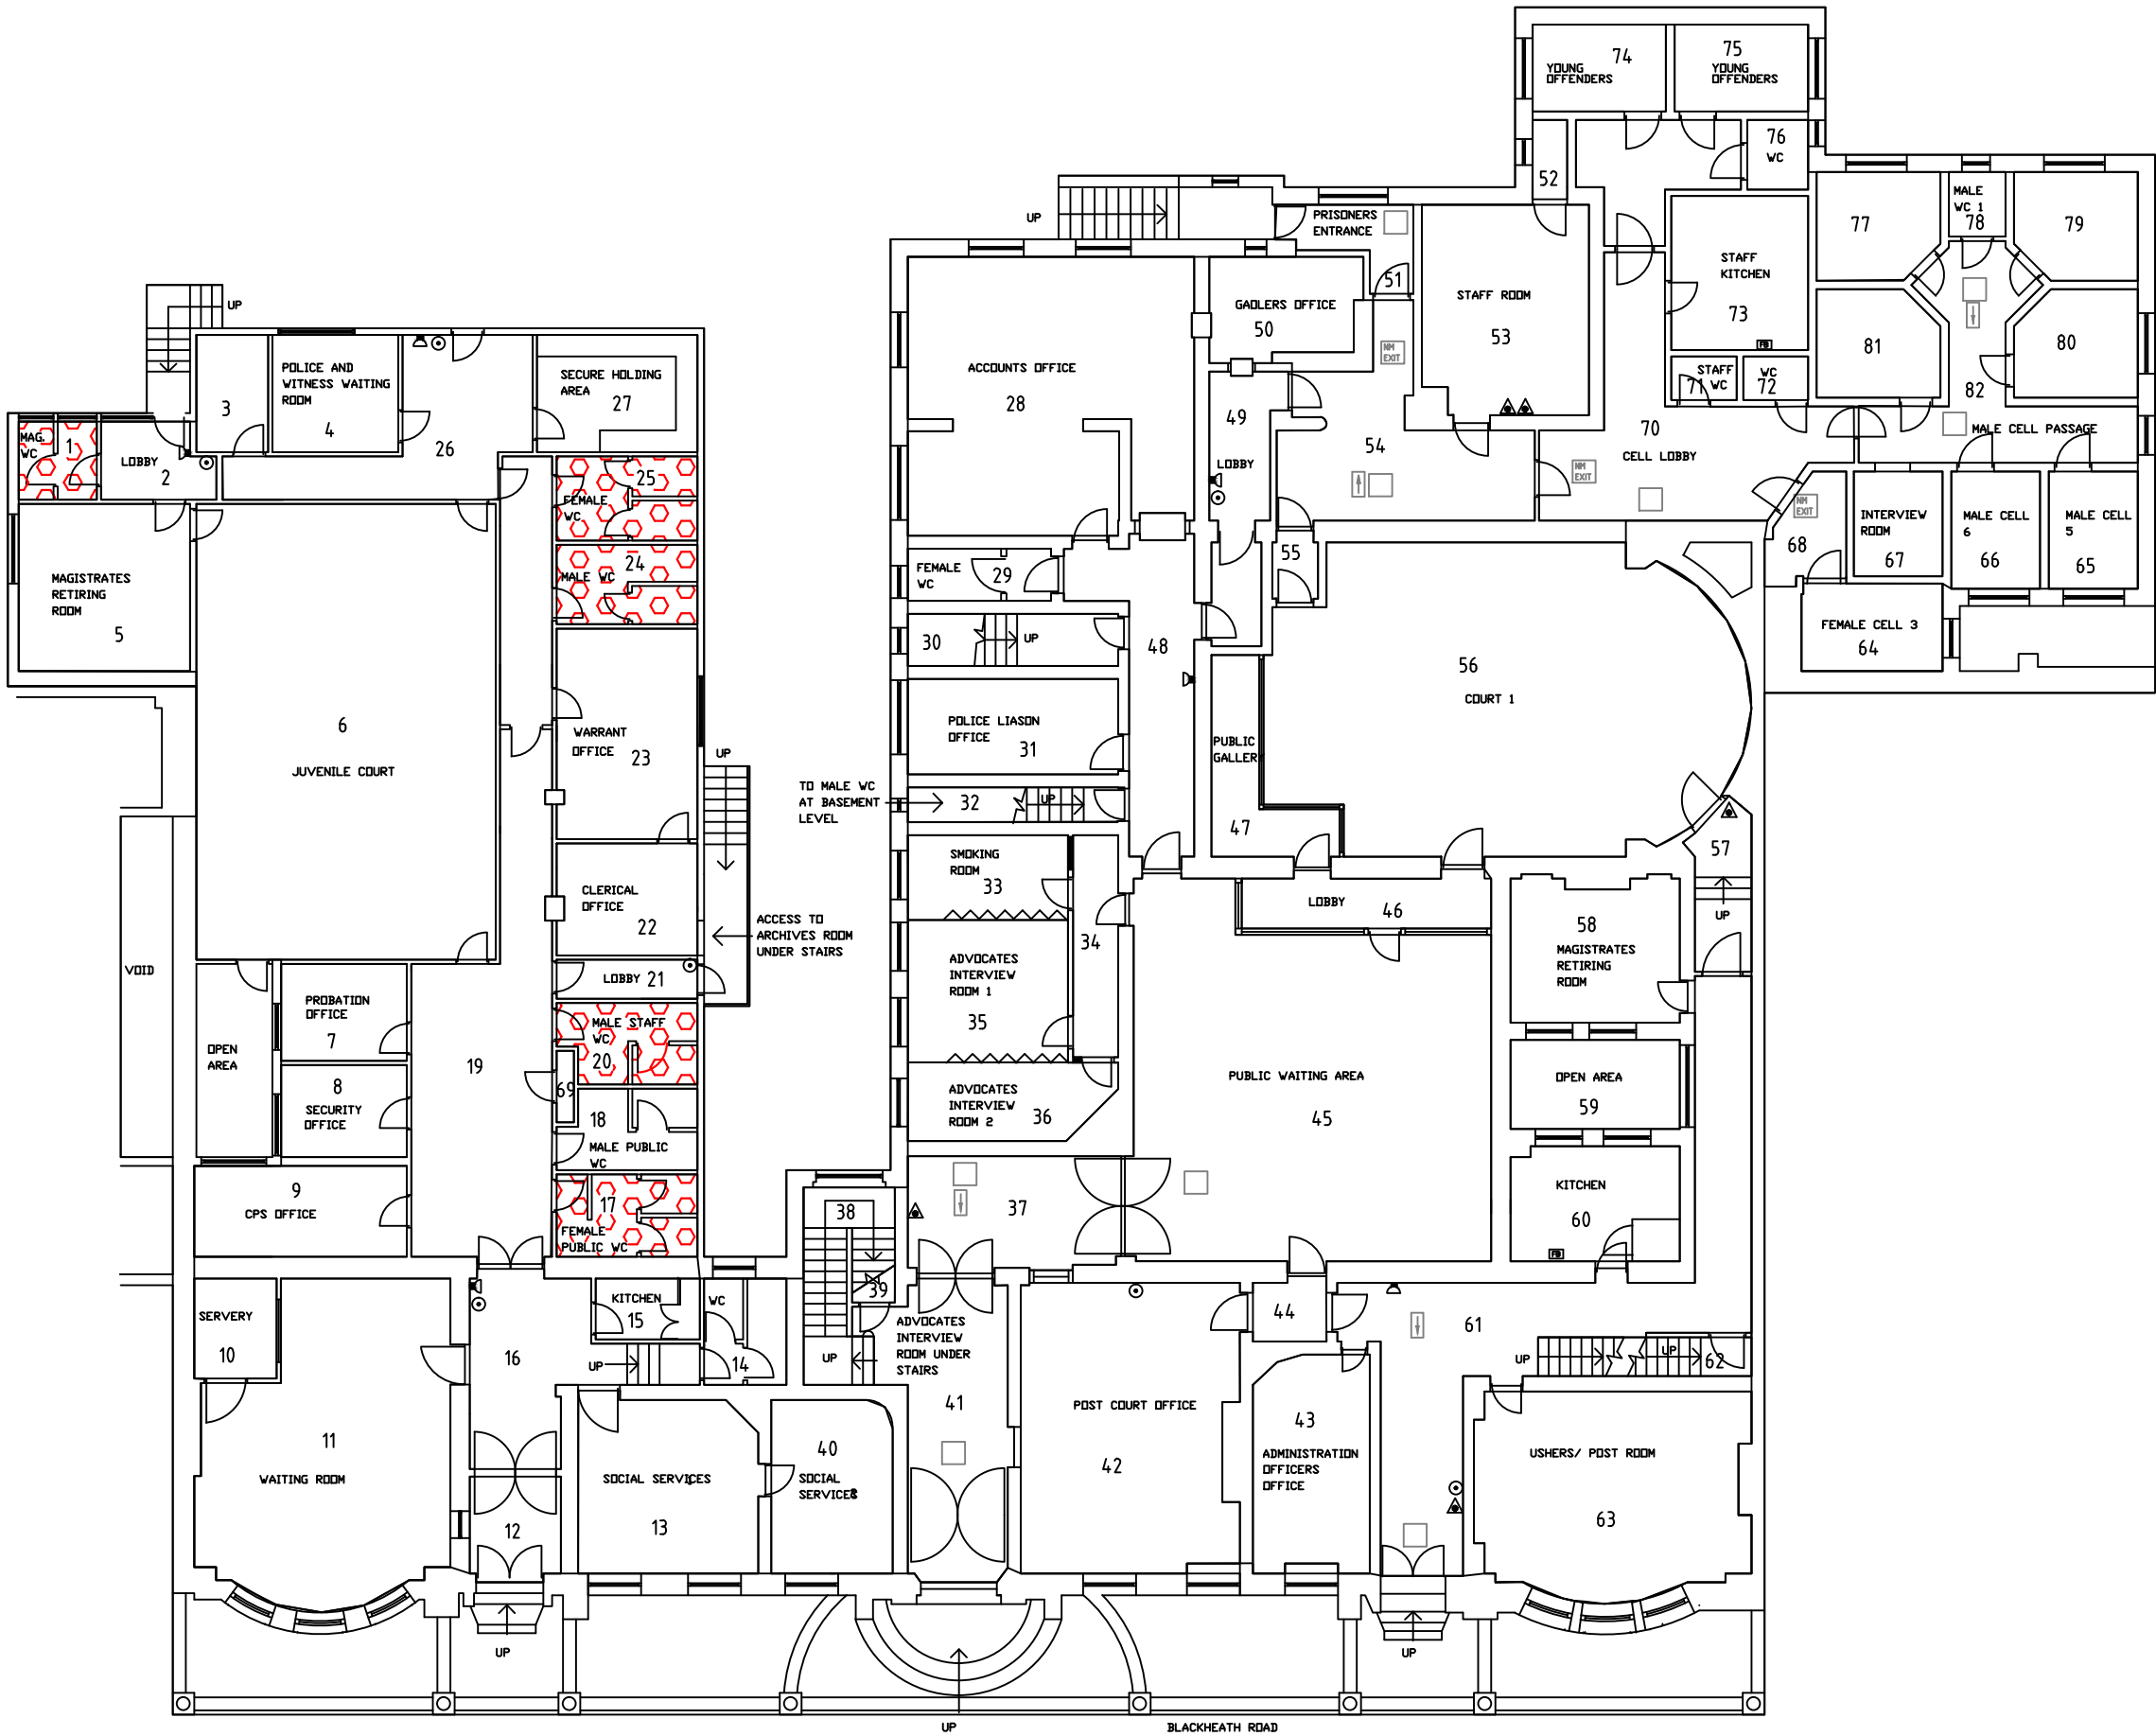 74
YOUNG
OFFENDERS
75
YOUNG
OFFENDERS
76
WC
52
UP
PRISONERS
ENTRANCE
51
MALE
WC 1
78
77
79
STAFF
KITCHEN
73
FB
GAOLERS OFFICE
50
STAFF ROOM
53
NM
EXIT
81
80
82
STAFF
WC
71
WC
72
MALE CELL PASSAGE
70
CELL LOBBY
UP
3
POLICE AND
WITNESS WAITING
ROOM
4
SECURE HOLDING
AREA
27
26
ACCOUNTS OFFICE
28
49
LOBBY
54
NM
EXIT
NM
EXIT
MAG.
WC
1
LOBBY
2
25
FEMALE
WC
24
MALE WC
MAGISTRATES
RETIRING
ROOM
5
FEMALE
WC
29
55
68
INTERVIEW
ROOM
67
MALE CELL
6
66
MALE CELL
5
65
FEMALE CELL 3
64
30
UP
48
56
COURT 1
6
JUVENILE COURT
WARRANT
OFFICE
23
UP
POLICE LIASON
OFFICE
31
PUBLIC
GALLERY
TO MALE WC
AT BASEMENT
LEVEL
32
UP
47
57
UP
SMOKING
ROOM
33
34
LOBBY
46
58
MAGISTRATES
RETIRING
ROOM
CLERICAL
OFFICE
22
ACCESS TO
ARCHIVES ROOM
UNDER STAIRS
VOID
LOBBY
21
ADVOCATES
INTERVIEW
ROOM 1
35
PROBATION
OFFICE
7
OPEN
AREA
8
SECURITY
OFFICE
19
MALE STAFF
WC
20
69
18
MALE PUBLIC
WC
ADVOCATES
INTERVIEW
ROOM 2
36
PUBLIC WAITING AREA
45
OPEN AREA
59
9
CPS OFFICE
17
FEMALE
PUBLIC WC
38
37
KITCHEN
60
FB
39
SERVERY
10
16
KITCHEN
15
WC
14
UP
UP
ADVOCATES
INTERVIEW
ROOM UNDER
STAIRS
41
44
61
UP
UP
62
11
WAITING ROOM
12
SOCIAL SERVICES
13
40
SOCIAL
SERVICES
POST COURT OFFICE
42
43
ADMINISTRATION
OFFICERS
OFFICE
USHERS/ POST ROOM
63
UP
UP
UP
BLACKHEATH ROAD